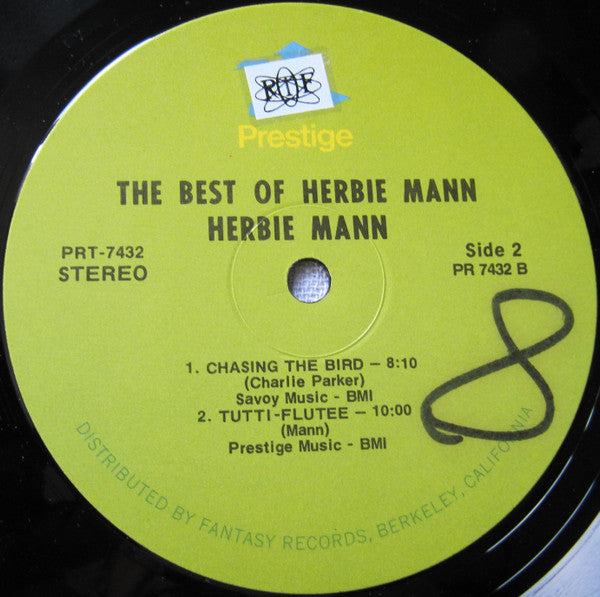 RTF
Prestige
THE BEST OF HERBIE MANN
HERBIE MANN
PRT-7432
STEREO
Side 2
PR 7432 B
1. CHASING THE BIRD – 8:10
(Charlie Parker)
Savoy Music - BMI
2. TUTTI-FLUTEE – 10:00
(Mann)
Prestige Music - BMI
8
DISTRIBUTED BY FANTASY RECORDS, BERKELEY, CALIFORNIA